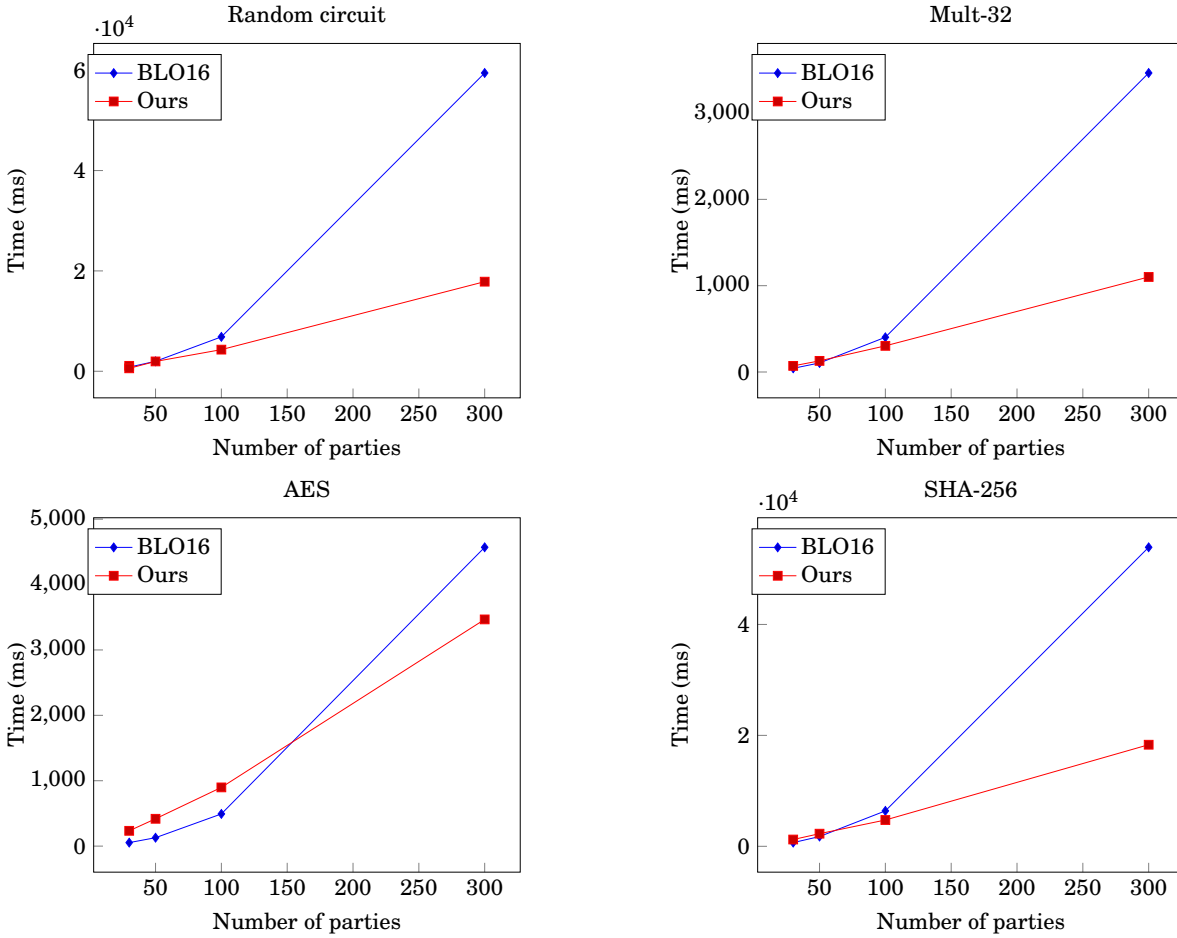 Random circuit
·10⁴
BLO16
Ours
6
4
2
0
Time (ms)
50 100 150 200 250 300
Number of parties
Mult-32
BLO16
Ours
3,000
2,000
1,000
0
Time (ms)
50 100 150 200 250 300
Number of parties
AES
5,000
BLO16
Ours
4,000
3,000
2,000
1,000
0
Time (ms)
50 100 150 200 250 300
Number of parties
SHA-256
·10⁴
BLO16
Ours
4
2
0
Time (ms)
50 100 150 200 250 300
Number of parties